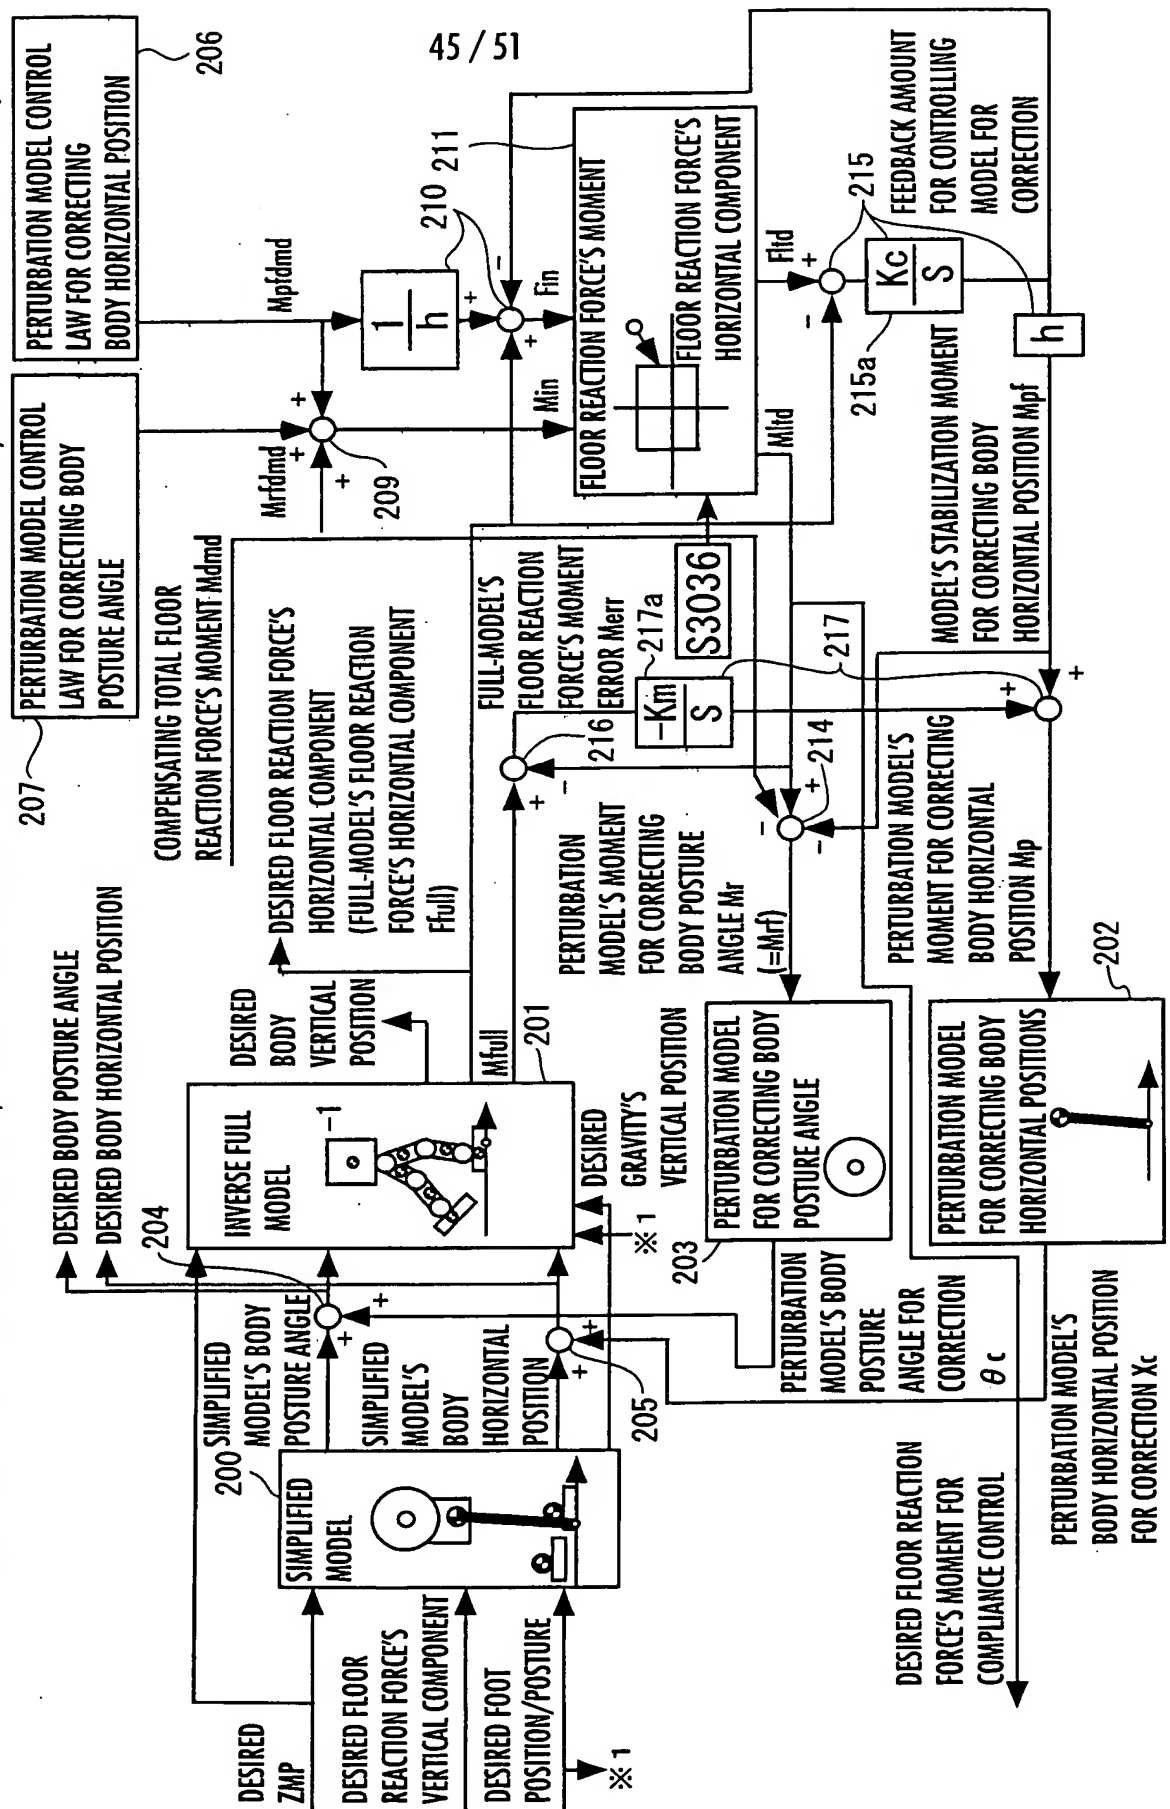 45 / 51
PERTURBATION MODEL CONTROL
LAW FOR CORRECTING
BODY HORIZONTAL POSITION
206
PERTURBATION MODEL CONTROL
LAW FOR CORRECTING BODY
POSTURE ANGLE
207
Mpfdmd
Mrfdmd
+
+
+
209
1
h
210
+
-
+
Fin
Min
211
FLOOR REACTION FORCE'S MOMENT
FLOOR REACTION FORCE'S
HORIZONTAL COMPONENT
S3036
Mltd
Fltd
+
-
215
Kc
S
215a
FEEDBACK AMOUNT
FOR CONTROLLING
MODEL FOR
CORRECTION
h
MODEL'S STABILIZATION MOMENT
FOR CORRECTING BODY
HORIZONTAL POSITION Mpf
COMPENSATING TOTAL FLOOR
REACTION FORCE'S MOMENT Mdmd
DESIRED FLOOR REACTION FORCE'S
HORIZONTAL COMPONENT
(FULL-MODEL'S FLOOR REACTION
FORCE'S HORIZONTAL COMPONENT
Ffull)
FULL-MODEL'S
FLOOR REACTION
FORCE'S MOMENT
ERROR Merr
217a
-Km
S
217
+
+
216
+
-
214
+
-
-
PERTURBATION
MODEL'S MOMENT
FOR CORRECTING
BODY POSTURE
ANGLE Mr
(=Mrf)
PERTURBATION MODEL'S
MOMENT FOR CORRECTING
BODY HORIZONTAL
POSITION Mp
DESIRED BODY POSTURE ANGLE
DESIRED BODY HORIZONTAL POSITION
DESIRED
BODY
VERTICAL
POSITION
Mfull
201
INVERSE FULL
MODEL
-1
DESIRED
GRAVITY'S
VERTICAL POSITION
※1
PERTURBATION MODEL
FOR CORRECTING BODY
POSTURE ANGLE
203
PERTURBATION MODEL
FOR CORRECTING BODY
HORIZONTAL POSITIONS
202
204
+
+
205
+
+
SIMPLIFIED
MODEL'S BODY
POSTURE ANGLE
SIMPLIFIED
MODEL'S
BODY
HORIZONTAL
POSITION
PERTURBATION
MODEL'S BODY
POSTURE
ANGLE FOR
CORRECTION
θc
PERTURBATION MODEL'S
BODY HORIZONTAL POSITION
FOR CORRECTION Xc
200
SIMPLIFIED
MODEL
DESIRED
ZMP
DESIRED FLOOR
REACTION FORCE'S
VERTICAL COMPONENT
DESIRED FOOT
POSITION/POSTURE
※1
DESIRED FLOOR REACTION
FORCE'S MOMENT FOR
COMPLIANCE CONTROL